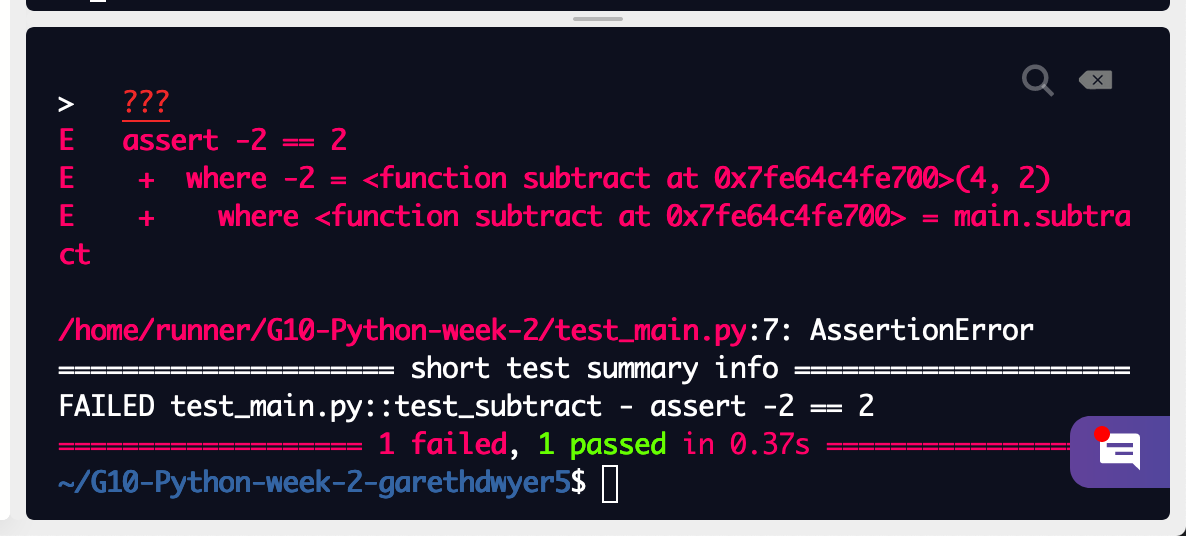 >   ???
E   assert -2 == 2
E    +  where -2 = <function subtract at 0x7fe64c4fe700>(4, 2)
E    +    where <function subtract at 0x7fe64c4fe700> = main.subtra
ct
/home/runner/G10-Python-week-2/test_main.py:7: AssertionError
===================== short test summary info =====================
FAILED test_main.py::test_subtract - assert -2 == 2
=================== 1 failed, 1 passed in 0.37s ================
~/G10-Python-week-2-garethdwyer5$